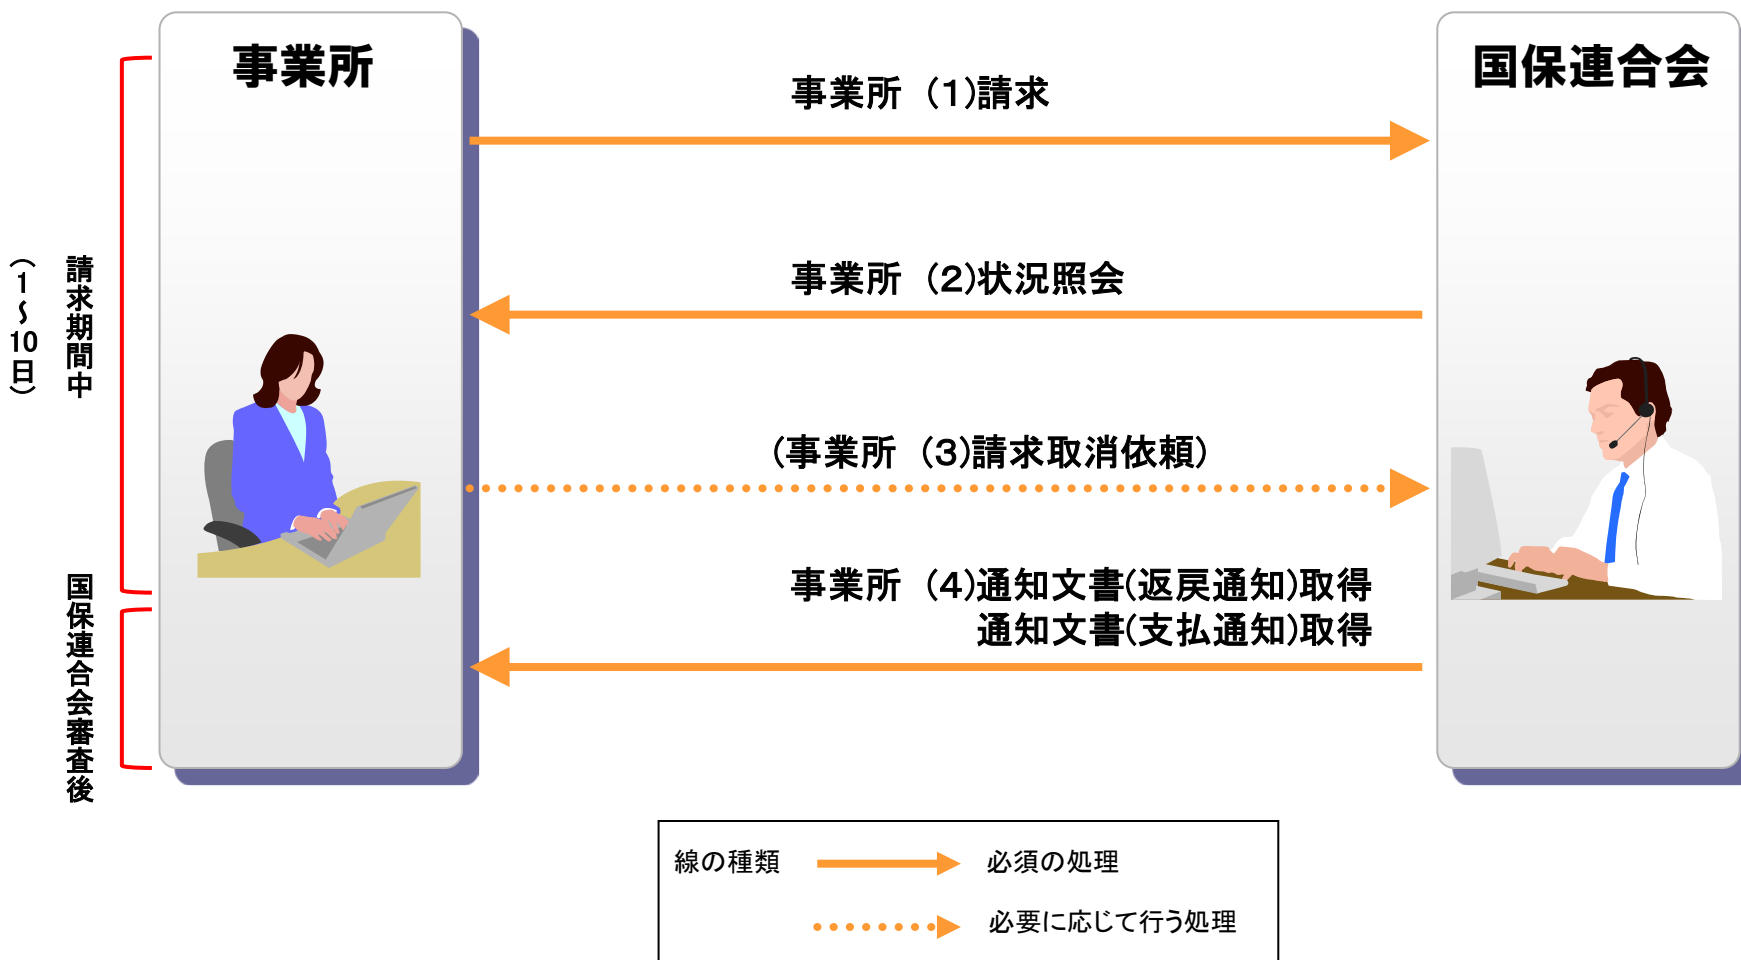 事業所
国保連合会
事業所 (1)請求
事業所 (2)状況照会
(事業所 (3)請求取消依頼)
事業所 (4)通知文書(返戻通知)取得
通知文書(支払通知)取得
請求期間中
(1～10日)
国保連合会審査後
線の種類 必須の処理
必要に応じて行う処理